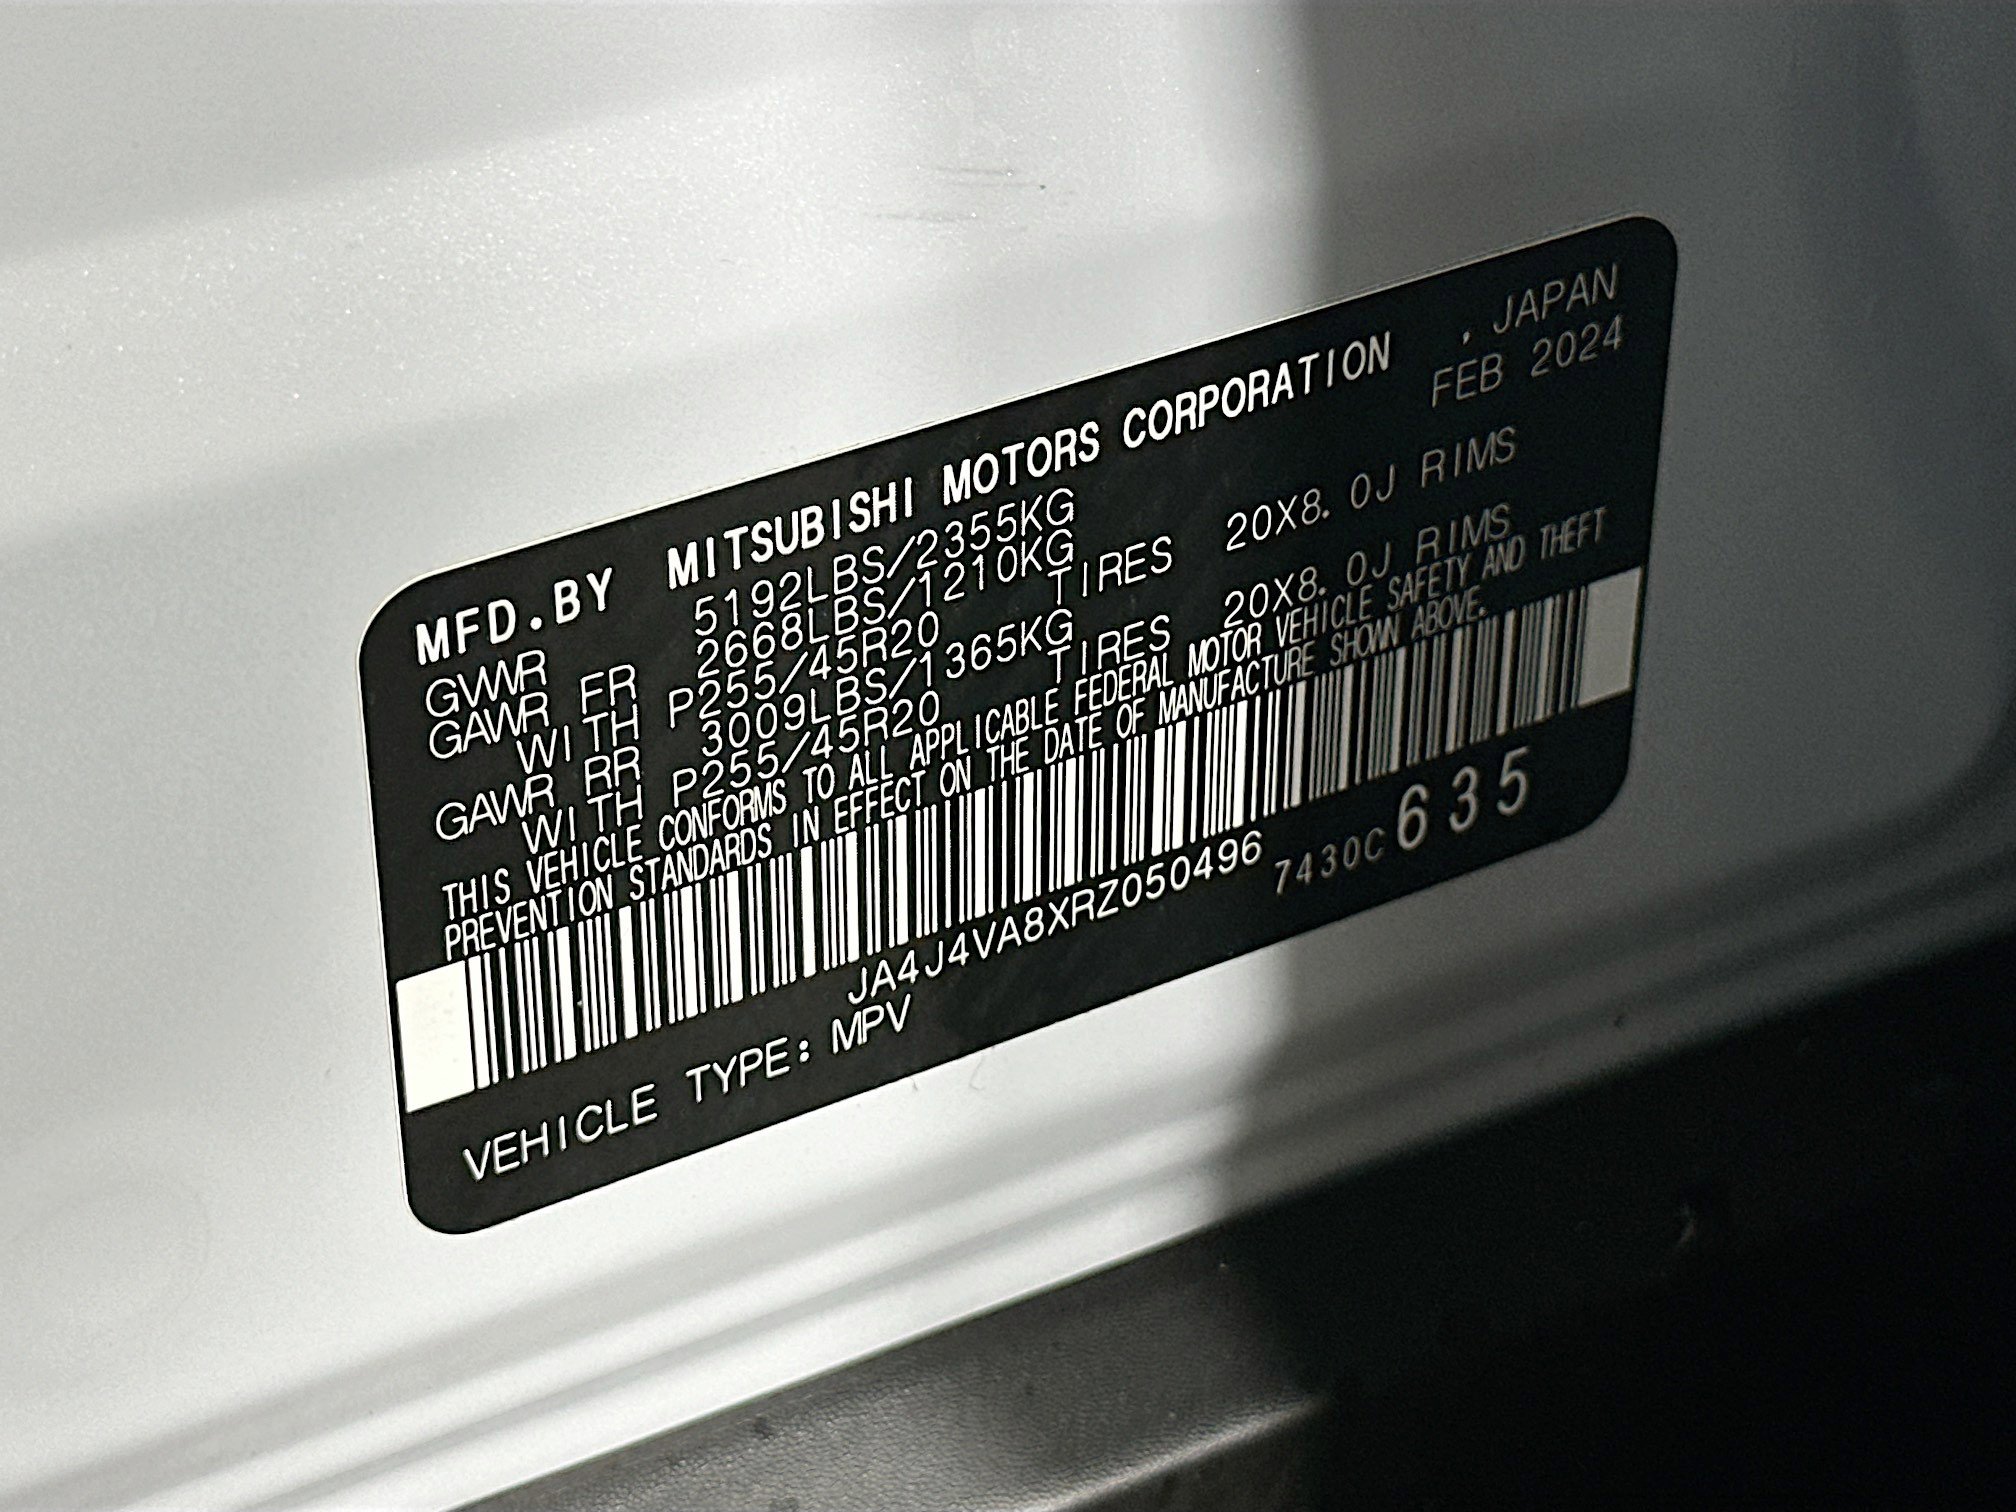 MFD.BY MITSUBISHI MOTORS CORPORATION , JAPAN
FEB 2024
GVWR 5192LBS/2355KG
GAWR FR 2668LBS/1210KG
WITH P255/45R20 TIRES 20X8.0J RIMS
GAWR RR 3009LBS/1365KG
WITH P255/45R20 TIRES 20X8.0J RIMS
THIS VEHICLE CONFORMS TO ALL APPLICABLE FEDERAL MOTOR VEHICLE SAFETY AND THEFT
PREVENTION STANDARDS IN EFFECT ON THE DATE OF MANUFACTURE SHOWN ABOVE.
JA4J4VA8XRZ050496 7430C635
VEHICLE TYPE: MPV